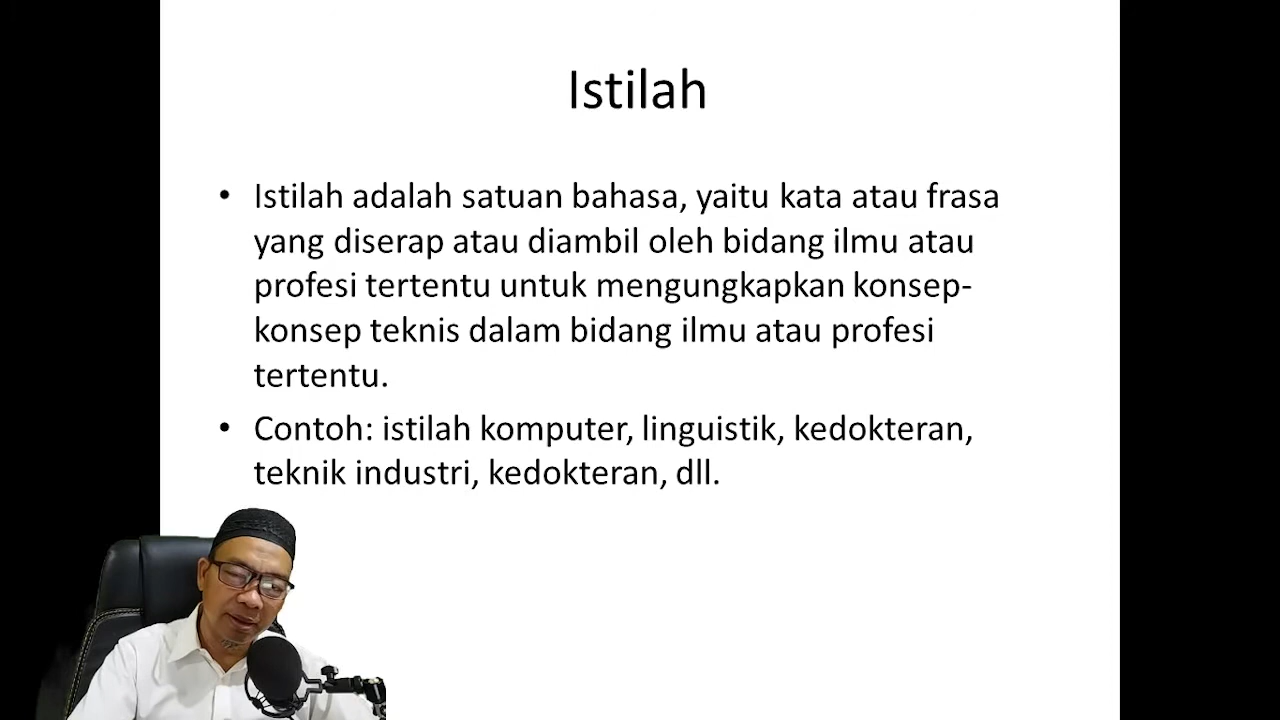 Istilah
• Istilah adalah satuan bahasa, yaitu kata atau frasa
yang diserap atau diambil oleh bidang ilmu atau
profesi tertentu untuk mengungkapkan konsep-
konsep teknis dalam bidang ilmu atau profesi
tertentu.
• Contoh: istilah komputer, linguistik, kedokteran,
teknik industri, kedokteran, dll.